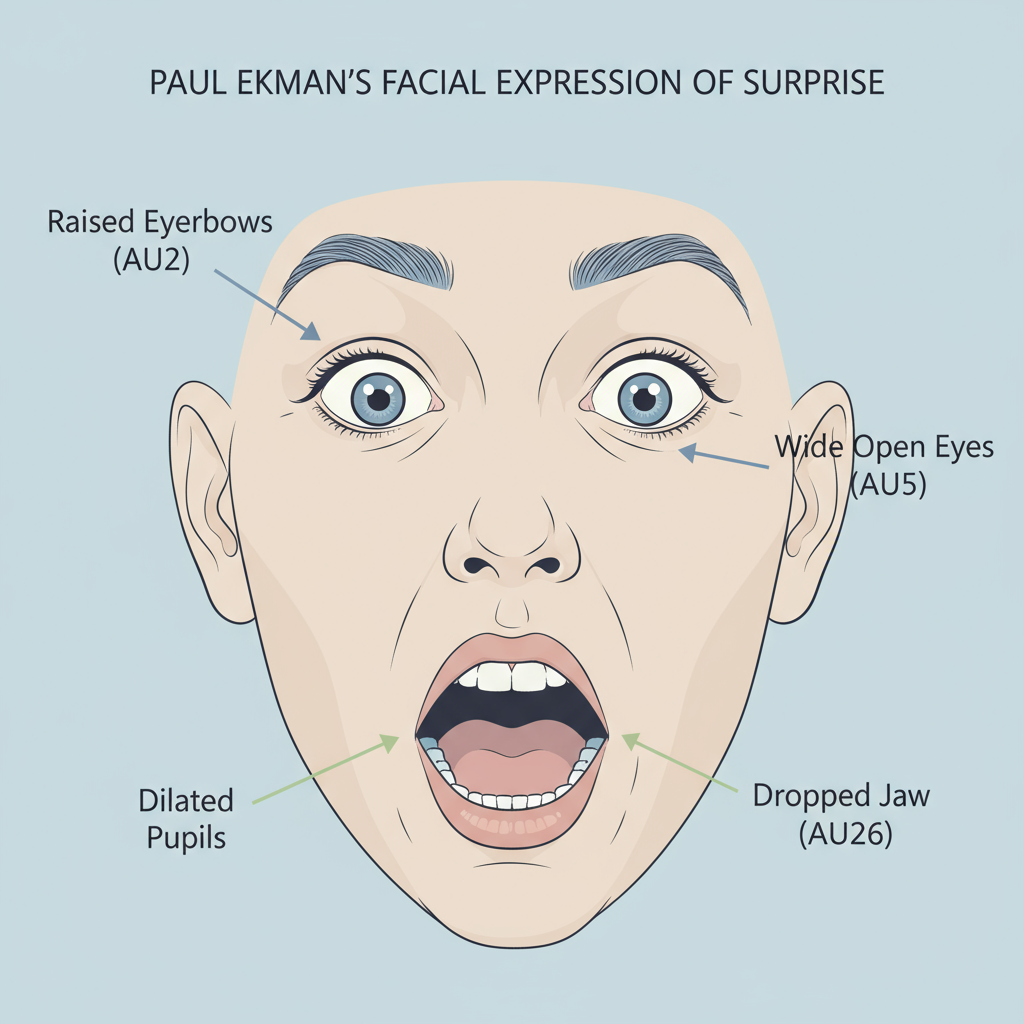 PAUL EKMAN'S FACIAL EXPRESSION OF SURPRISE
Raised Eyerbows
(AU2)
Wide Open Eyes
(AU5)
Dilated
Pupils
Dropped Jaw
(AU26)